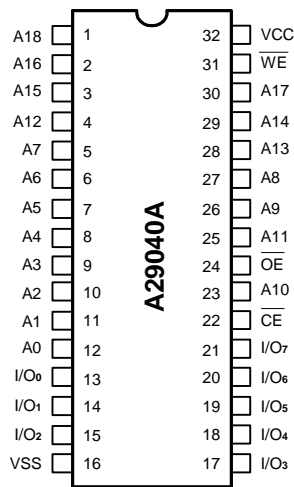 A18 1 32 VCC
A16 2 31 W̅E̅
A15 3 30 A17
A12 4 29 A14
A7 5 28 A13
A6 6 27 A8
A5 7 26 A9
A4 8 25 A11
A3 9 24 O̅E̅
A2 10 23 A10
A1 11 22 C̅E̅
A0 12 21 I/O₇
I/O₀ 13 20 I/O₆
I/O₁ 14 19 I/O₅
I/O₂ 15 18 I/O₄
VSS 16 17 I/O₃
A29040A